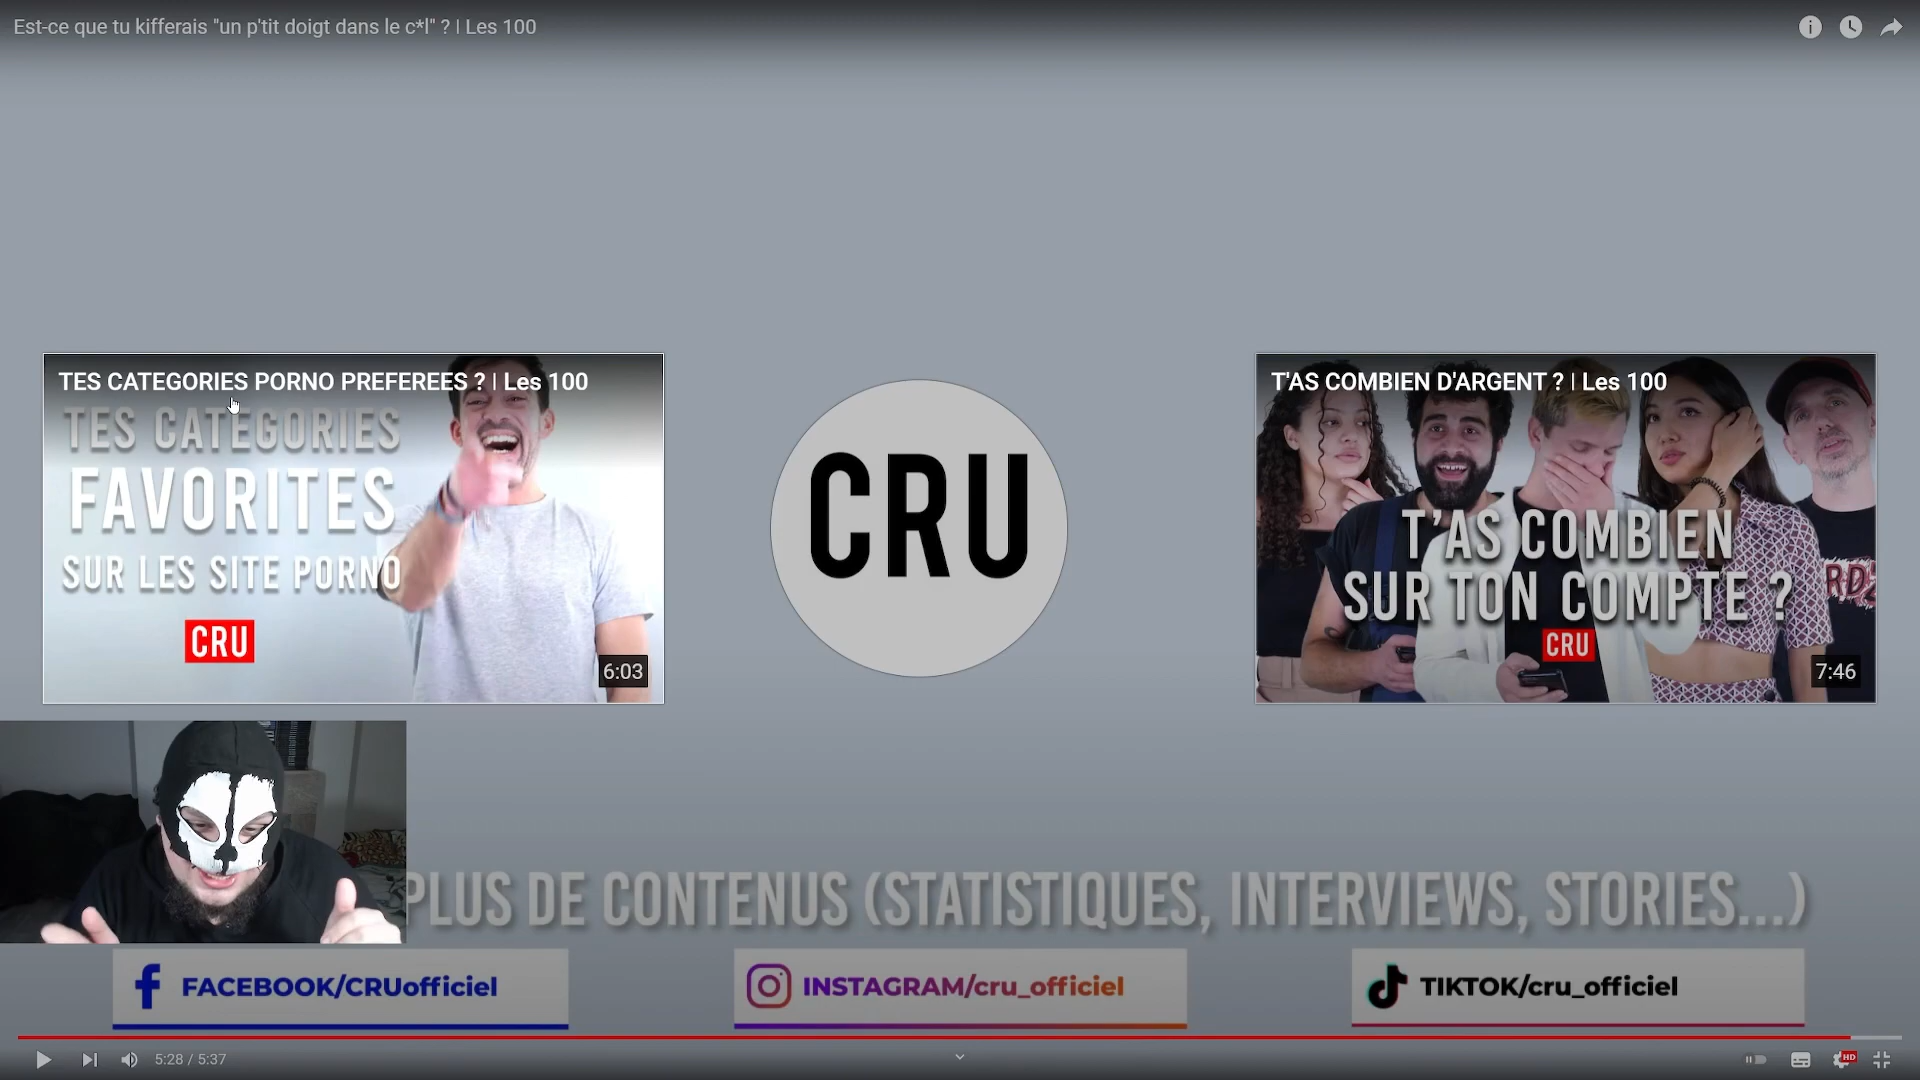 Est-ce que tu kifferais "un p'tit doigt dans le c*l" ? | Les 100
TES CATEGORIES PORNO PREFEREES ? | Les 100
TES CATEGORIES
FAVORITES
SUR LES SITE PORNO
CRU
6:03
CRU
T'AS COMBIEN D'ARGENT ? | Les 100
T'AS COMBIEN
SUR TON COMPTE ?
CRU
7:46
PLUS DE CONTENUS (STATISTIQUES, INTERVIEWS, STORIES...)
FACEBOOK/CRUofficiel
INSTAGRAM/cru_officiel
TIKTOK/cru_officiel
5:28 / 5:37
HD